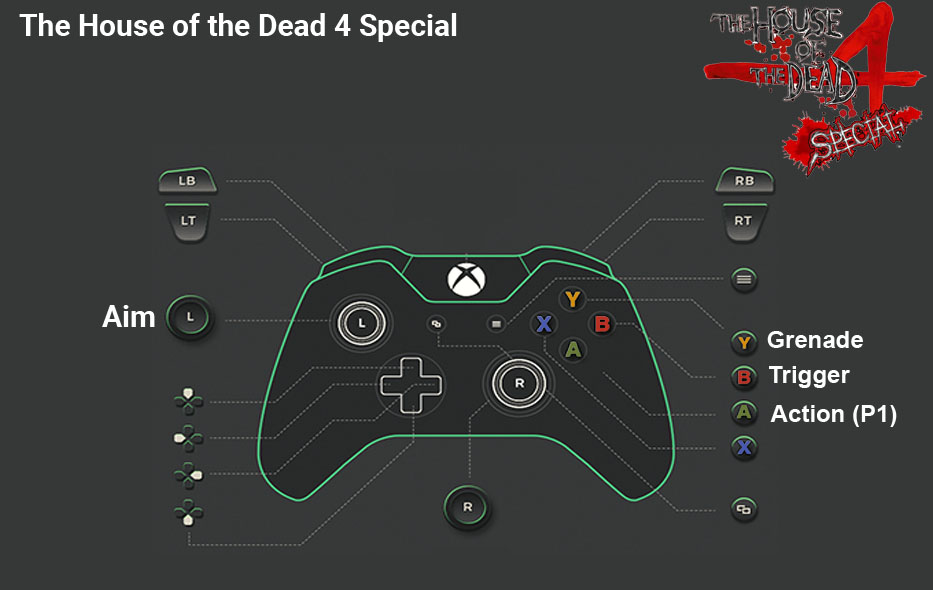 The House of the Dead 4 Special
THE HOUSE
OF
THE DEAD 4
SPECIAL
LB
RB
LT
RT
Aim
L
L
Y
X
B
A
R
Y
Grenade
B
Trigger
A
Action (P1)
X
R